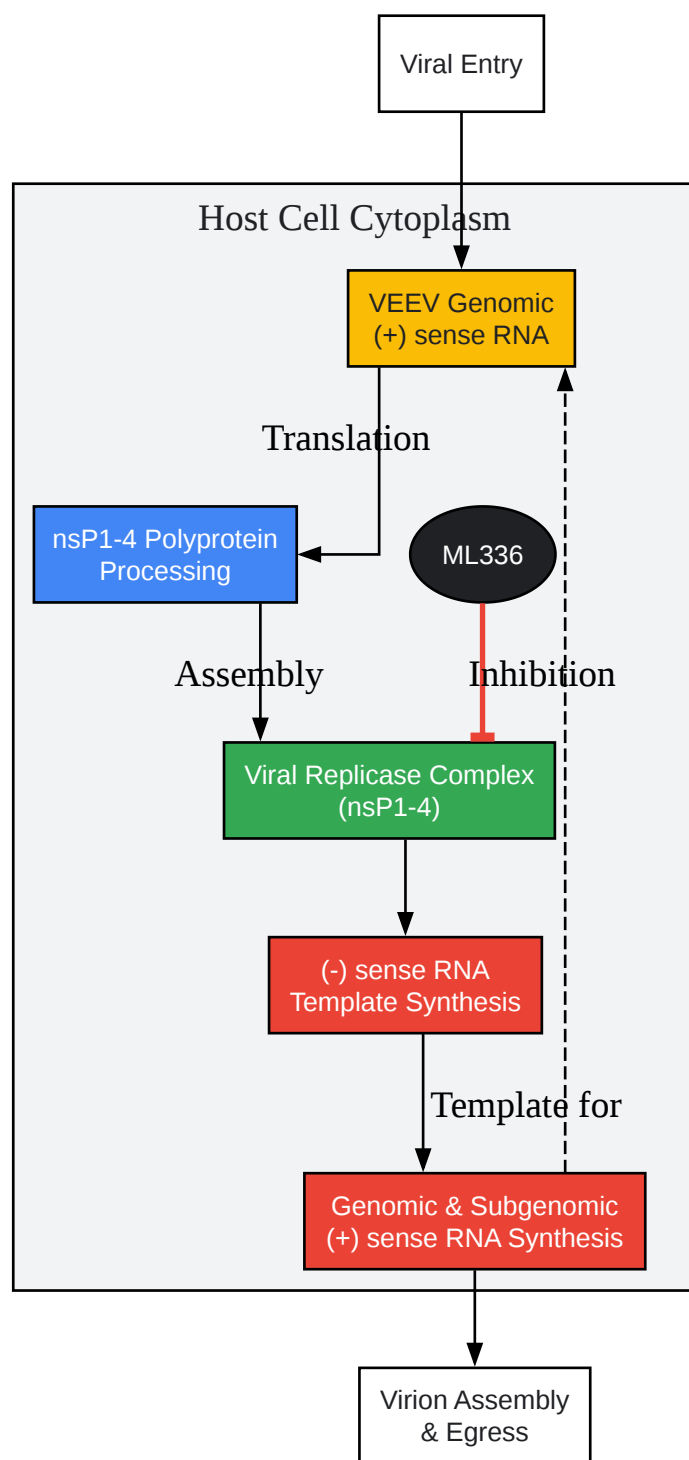 Viral Entry
Host Cell Cytoplasm
VEEV Genomic
(+) sense RNA
Translation
nsP1-4 Polyprotein
Processing
ML336
Assembly
Inhibition
Viral Replicase Complex
(nsP1-4)
(-) sense RNA
Template Synthesis
Template for
Genomic & Subgenomic
(+) sense RNA Synthesis
Virion Assembly
& Egress